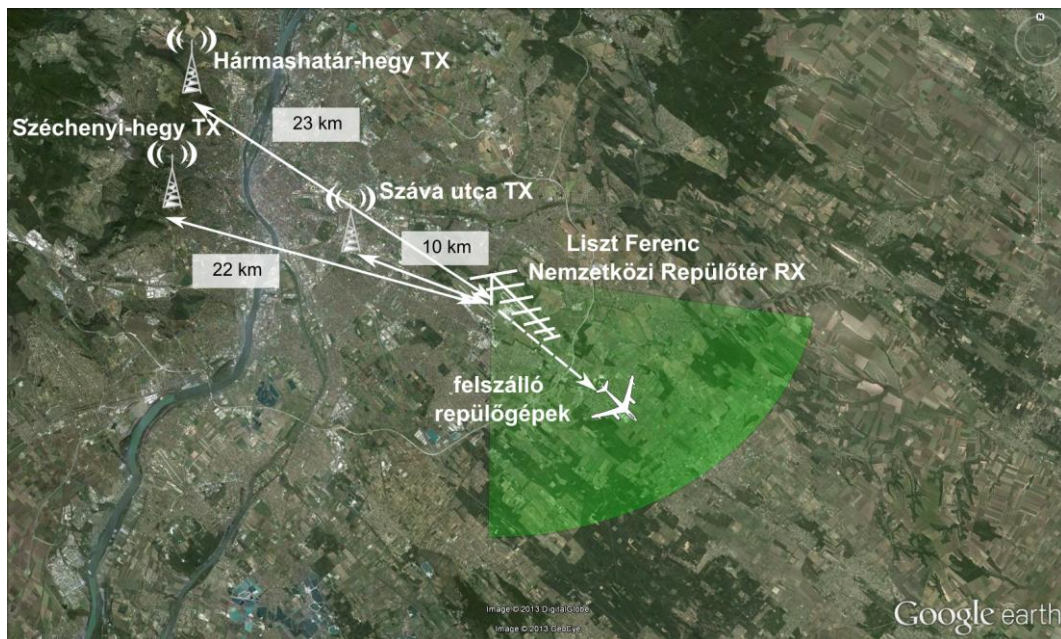 N
Hármashatár-hegy TX
Széchenyi-hegy TX
23 km
Száva utca TX
10 km
Liszt Ferenc
Nemzetközi Repülőtér RX
22 km
felszálló
repülőgépek
Image © 2013 DigitalGlobe
Image © 2013 GeoEye
Google earth